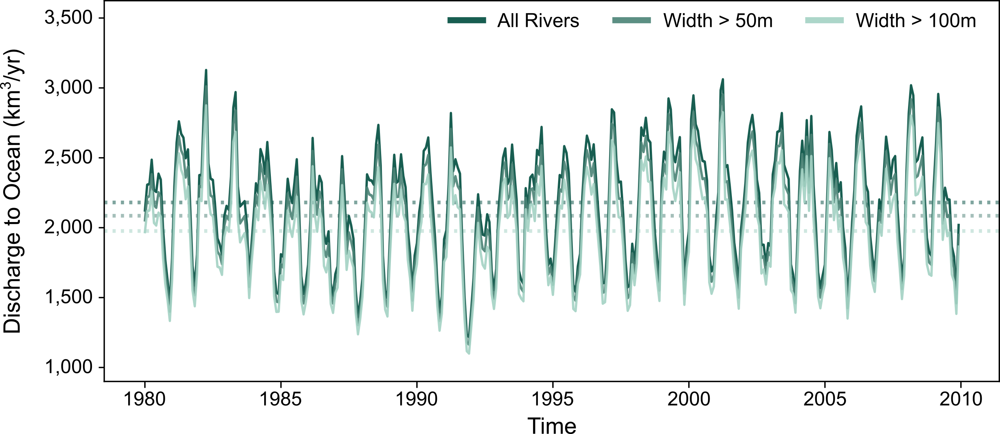 Discharge to Ocean (km³/yr)
3,500
3,000
2,500
2,000
1,500
1,000
All Rivers Width > 50m Width > 100m
1980 1985 1990 1995 2000 2005 2010
Time